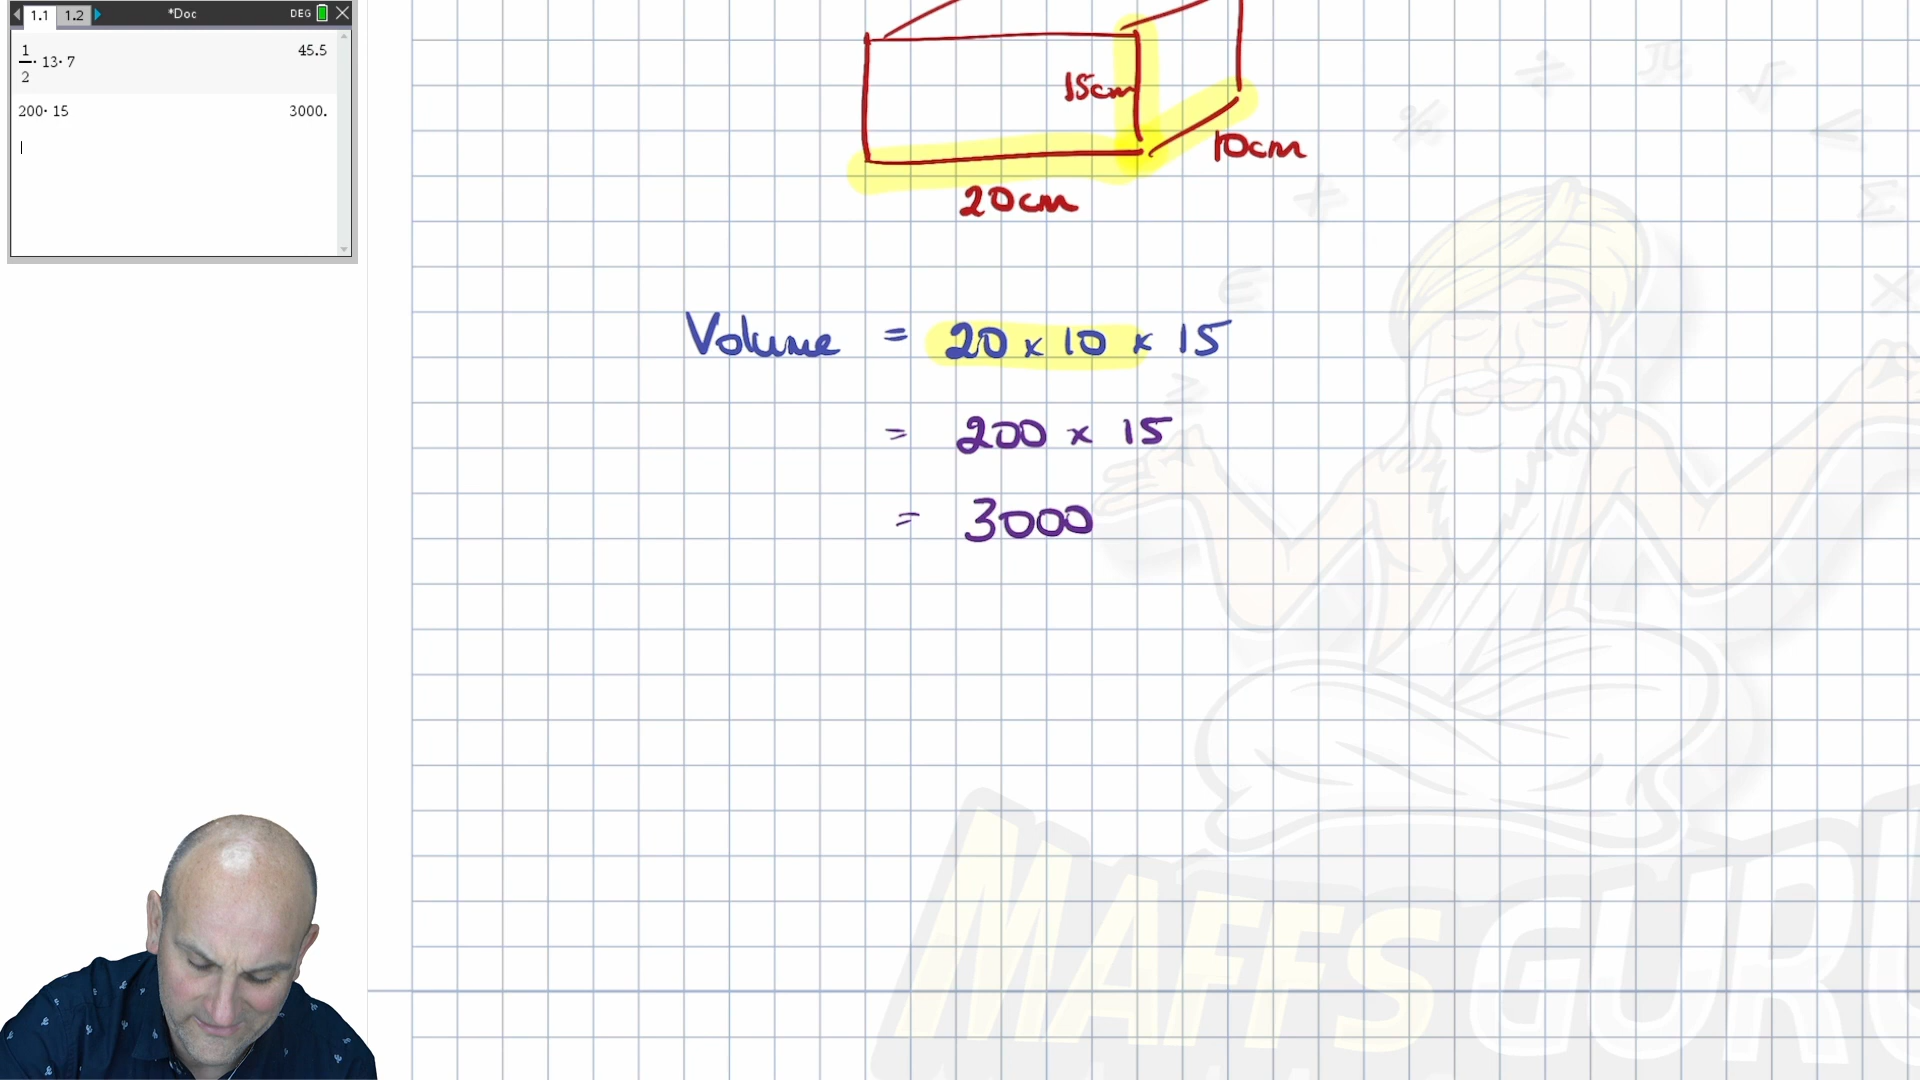 1.1 1.2 *Doc DEG
1/2 · 13 · 7 45.5
200 · 15 3000.
15cm
10cm
20cm
Volume = 20 x 10 x 15
= 200 x 15
= 3000
MAFFS GURU